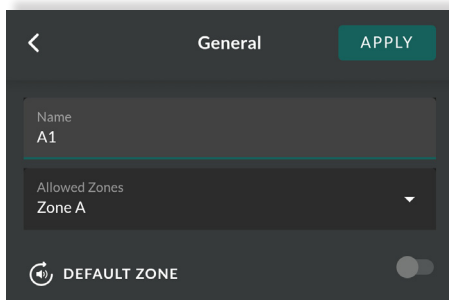 General
APPLY
Name
A1
Allowed Zones
Zone A
DEFAULT ZONE